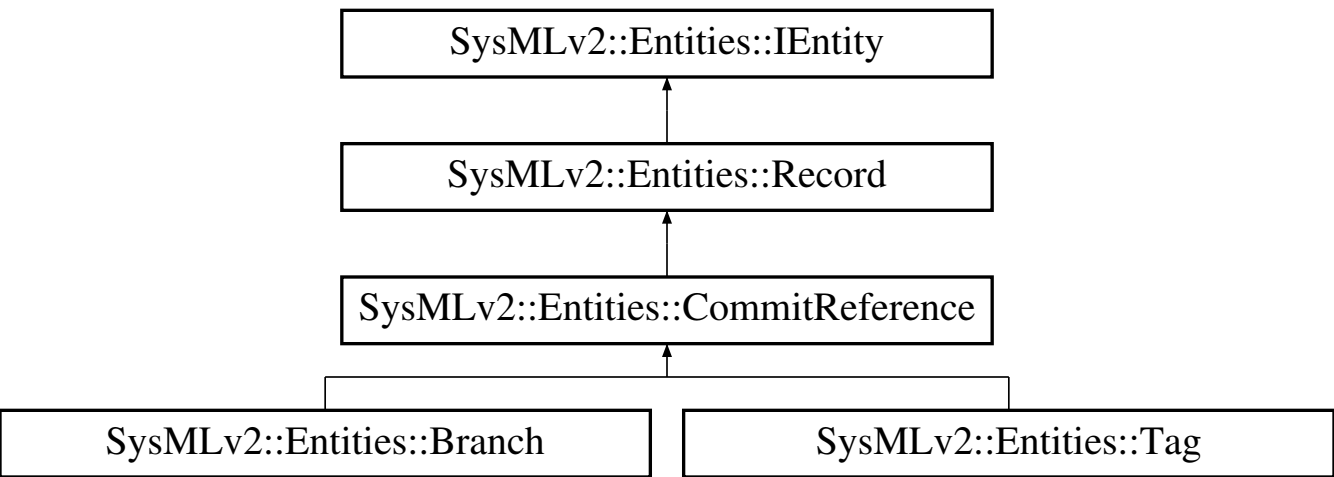 SysMLv2::Entities::IEntity
SysMLv2::Entities::Record
SysMLv2::Entities::CommitReference
SysMLv2::Entities::Branch
SysMLv2::Entities::Tag